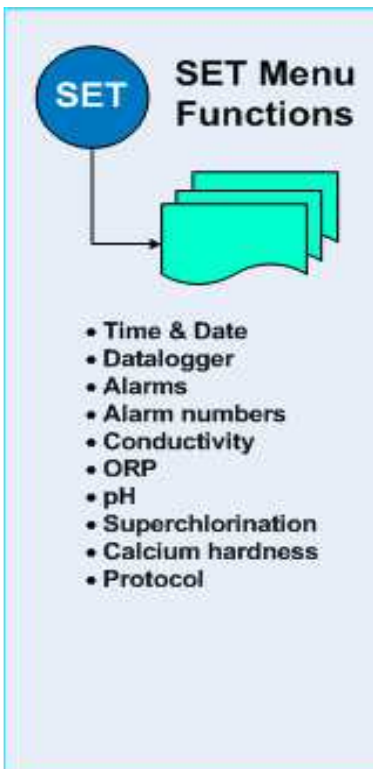 SET
SET Menu
Functions
• Time & Date
• Datalogger
• Alarms
• Alarm numbers
• Conductivity
• ORP
• pH
• Superchlorination
• Calcium hardness
• Protocol